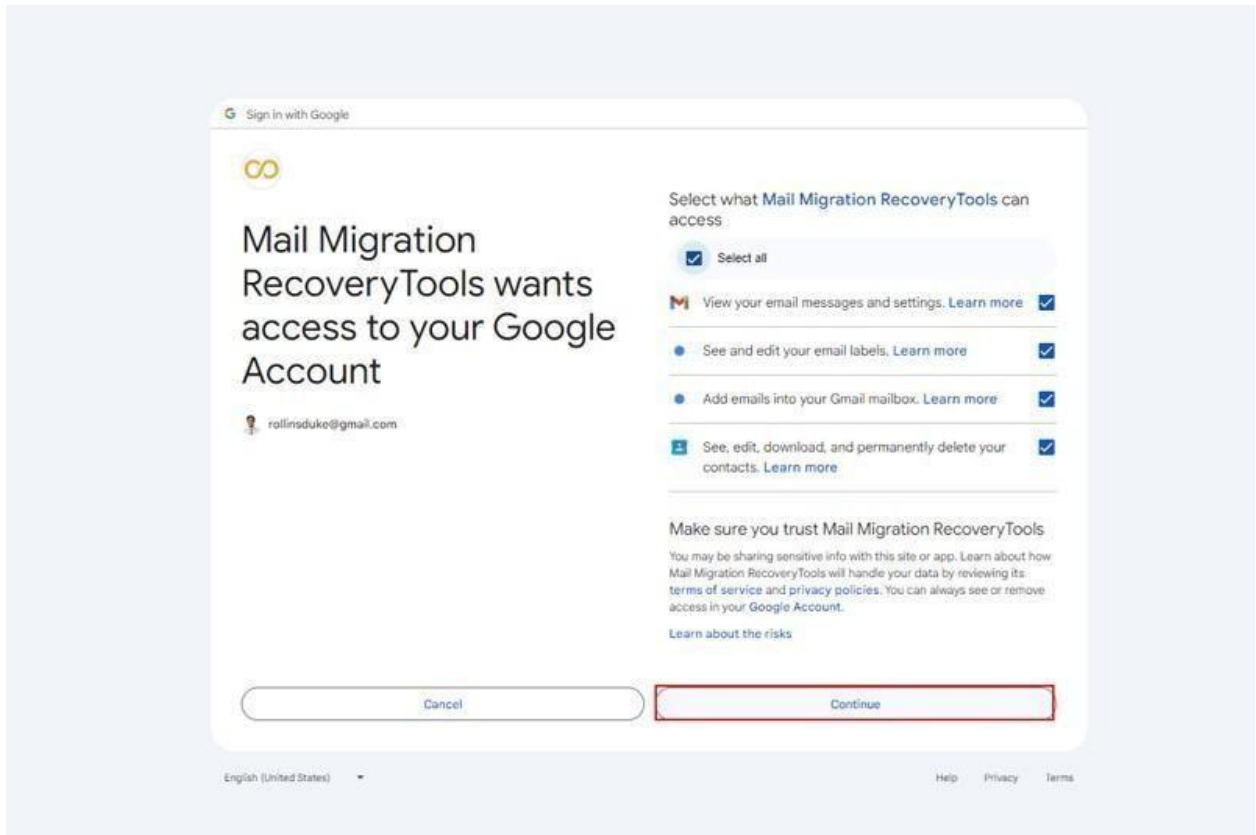 Sign in with Google
Mail Migration
RecoveryTools wants
access to your Google
Account
rollinsduke@gmail.com
Select what Mail Migration RecoveryTools can
access
Select all
View your email messages and settings. Learn more
See and edit your email labels. Learn more
Add emails into your Gmail mailbox. Learn more
See, edit, download, and permanently delete your
contacts. Learn more
Make sure you trust Mail Migration RecoveryTools
You may be sharing sensitive info with this site or app. Learn about how
Mail Migration RecoveryTools will handle your data by reviewing its
terms of service and privacy policies. You can always see or remove
access in your Google Account.
Learn about the risks
Cancel
Continue
English (United States)
Help Privacy Terms